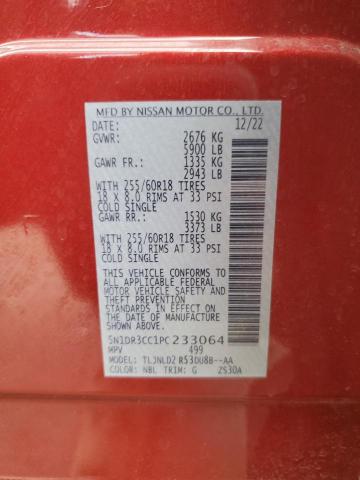 MFD BY NISSAN MOTOR CO., LTD.
DATE: 12/22
GVWR: 2676 KG
5900 LB
GAWR FR.: 1335 KG
2943 LB
WITH 255/60R18 TIRES
18 X 8.0 RIMS AT 33 PSI
COLD SINGLE
GAWR RR.: 1530 KG
3373 LB
WITH 255/60R18 TIRES
18 X 8.0 RIMS AT 33 PSI
COLD SINGLE
THIS VEHICLE CONFORMS TO
ALL APPLICABLE FEDERAL
MOTOR VEHICLE SAFETY
AND THEFT PREVENTION
STANDARDS IN EFFECT ON
THE DATE OF MANUFACTURE
SHOWN ABOVE.
5N1DR3CC1PC233064
MPV 499
MODEL: TLJNLD2 R53DU8B--AA
COLOR: NBL TRIM: G ZS30A